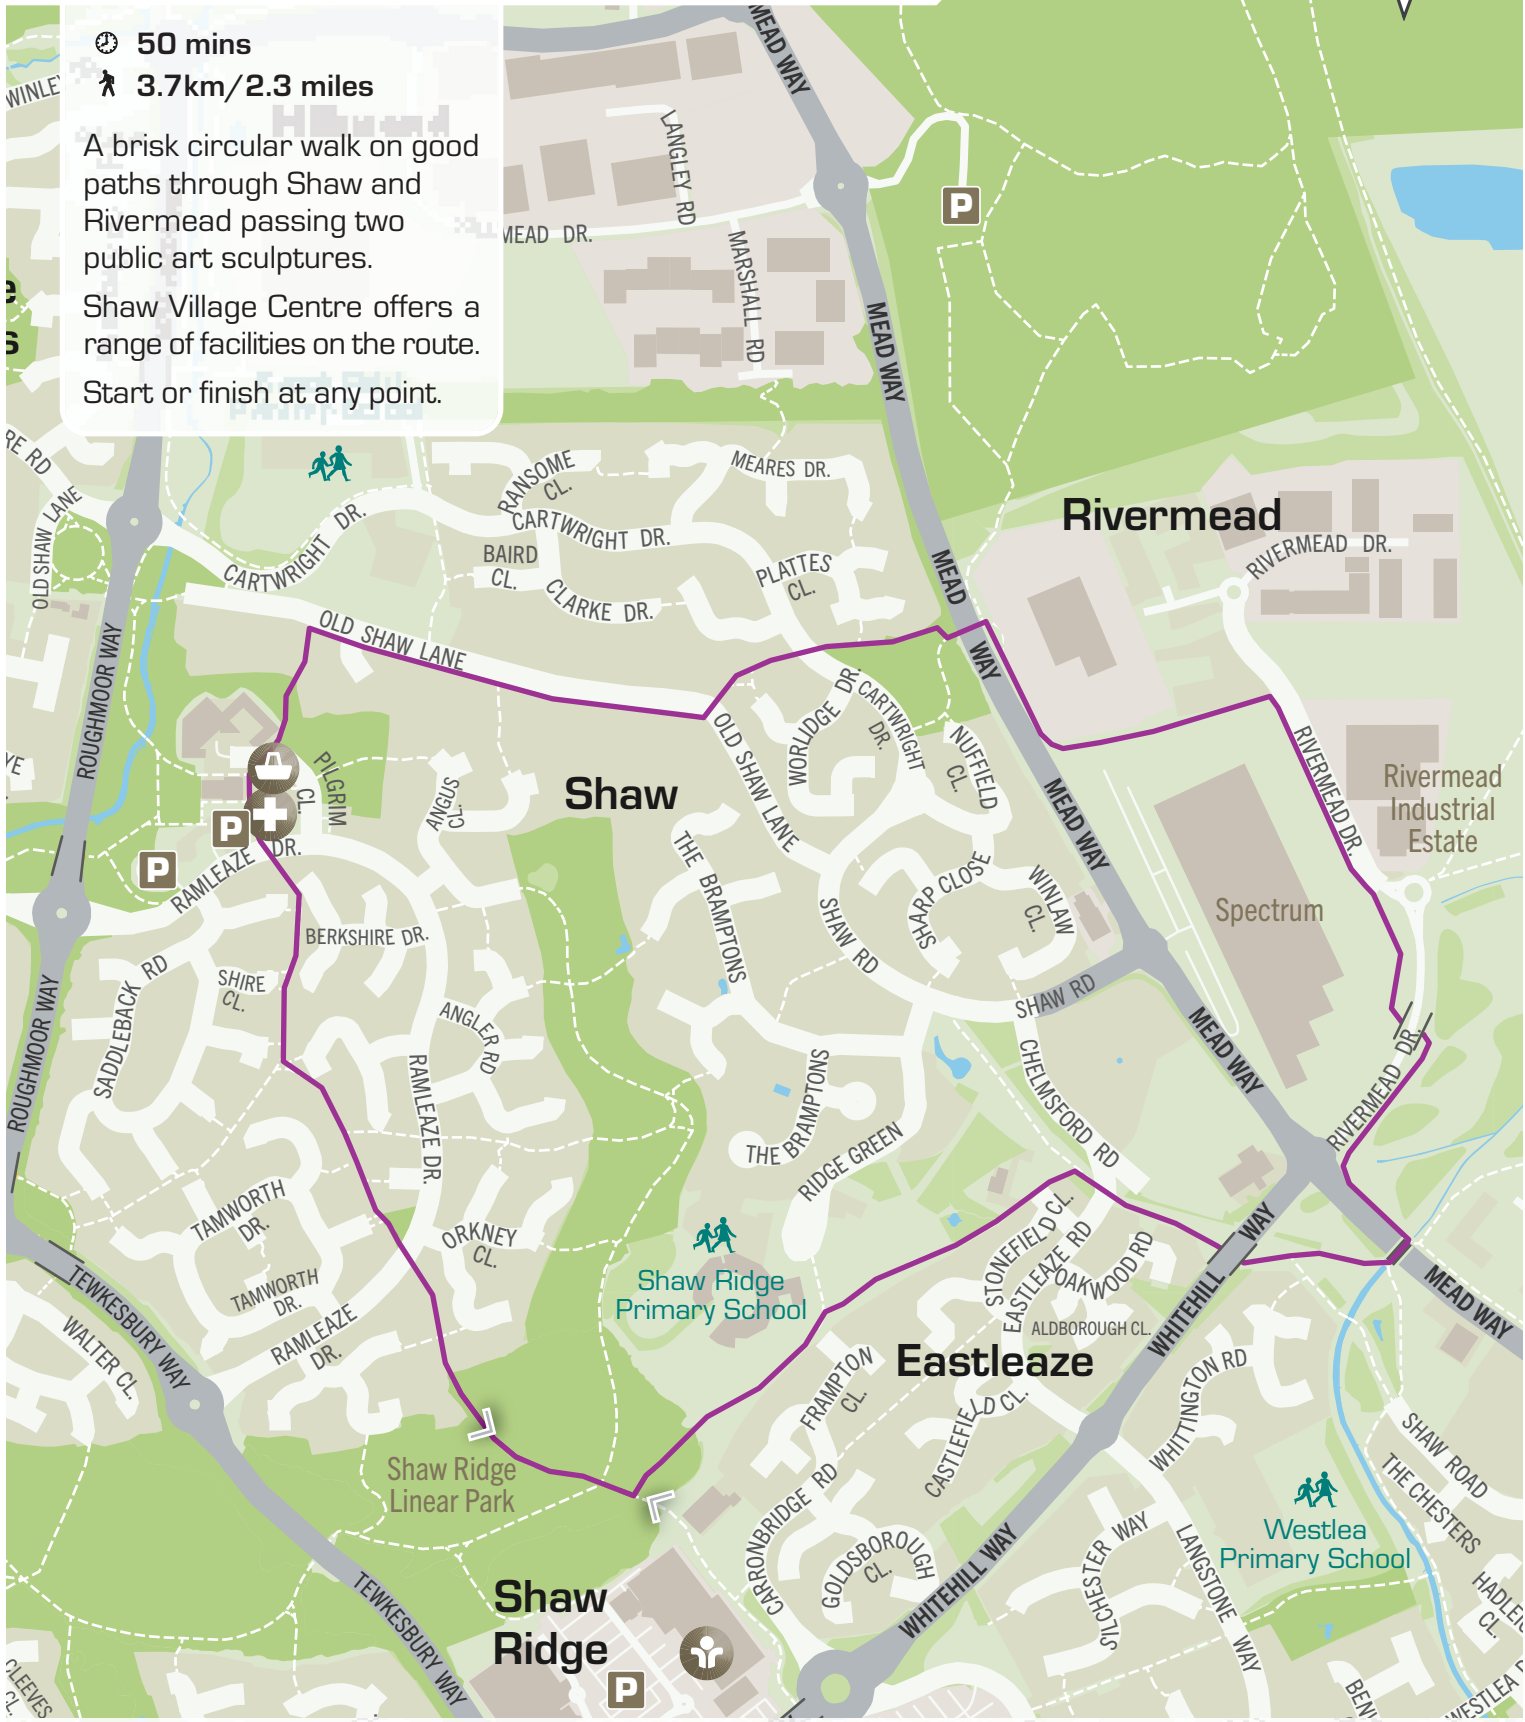 50 mins
3.7km/2.3 miles
A brisk circular walk on good
paths through Shaw and
Rivermead passing two
public art sculptures.
Shaw Village Centre offers a
range of facilities on the route.
Start or finish at any point.
MEAD WAY
LANGLEY RD
MEAD DR.
MARSHALL RD
P
MEAD WAY
OLD SHAW LANE
RANSOME
CL.
MEARES DR.
CARTWRIGHT DR.
CARTWRIGHT DR.
BAIRD
CL.
CLARKE DR.
PLATTES
CL.
Rivermead
RIVERMEAD DR.
MEAD
WAY
OLD SHAW LANE
ROUGHMOOR WAY
WORLIDGE DR.
CARTWRIGHT
DR.
NUFFIELD
CL.
OLD SHAW LANE
PILGRIM
CL.
ANGUS
CL.
Shaw
RIVERMEAD DR.
Rivermead
Industrial
Estate
MEAD WAY
P
P
RAMLEAZE DR.
THE BRAMPTONS
SHARP CLOSE
WINLAW
CL.
Spectrum
BERKSHIRE DR.
SHAW RD
SADDLEBACK RD
SHIRE
CL.
SHAW RD
ROUGHMOOR WAY
ANGLER RD
MEAD WAY
RIVERMEAD DR.
RAMLEAZE DR.
THE BRAMPTONS
CHELMSFORD RD
RIDGE GREEN
TAMWORTH
DR.
ORKNEY
CL.
STONEFIELD CL.
EASTLEAZE RD
OAKWOOD RD
WHITEHILL WAY
Shaw Ridge
Primary School
TEWKESBURY WAY
TAMWORTH
DR.
ALDBOROUGH CL.
MEAD WAY
WALTER CL.
RAMLEAZE
DR.
Eastleaze
FRAMPTON
CL.
CASTLEFIELD CL.
WHITTINGTON RD
SHAW ROAD
THE CHESTERS
Shaw Ridge
Linear Park
CARRONBRIDGE RD
GOLDSBOROUGH
CL.
WHITEHILL WAY
SILCHESTER WAY
LANGSTONE WAY
Westlea
Primary School
CL.
TEWKESBURY WAY
Shaw
Ridge
P
CLEEVES
CL.